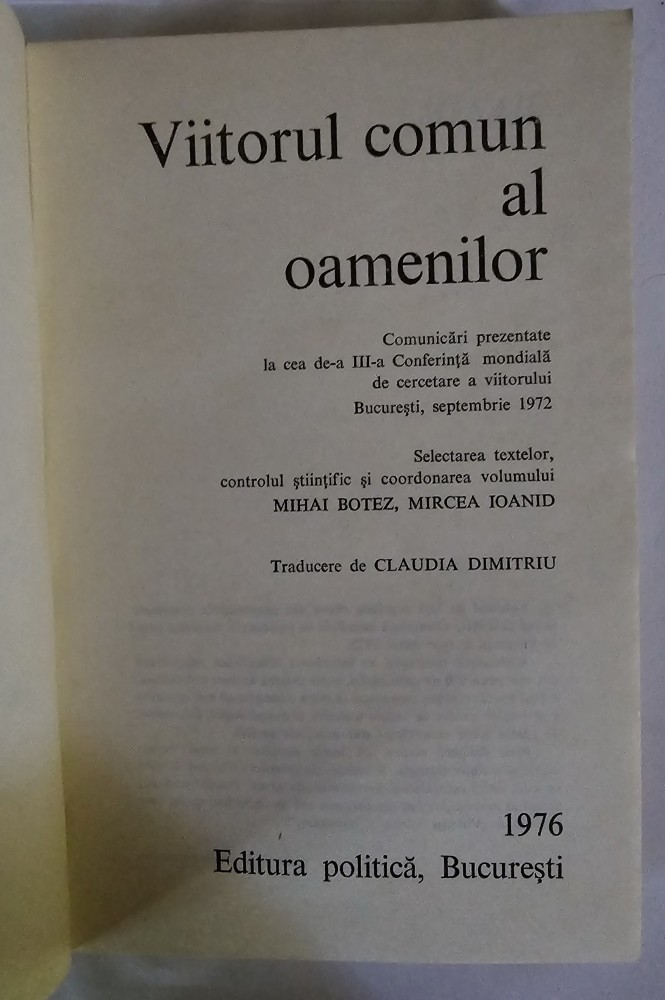 Viitorul comun
al
oamenilor
Comunicări prezentate
la cea de-a III-a Conferință mondială
de cercetare a viitorului
București, septembrie 1972
Selectarea textelor,
controlul științific și coordonarea volumului
MIHAI BOTEZ, MIRCEA IOANID
Traducere de CLAUDIA DIMITRIU
1976
Editura politică, București